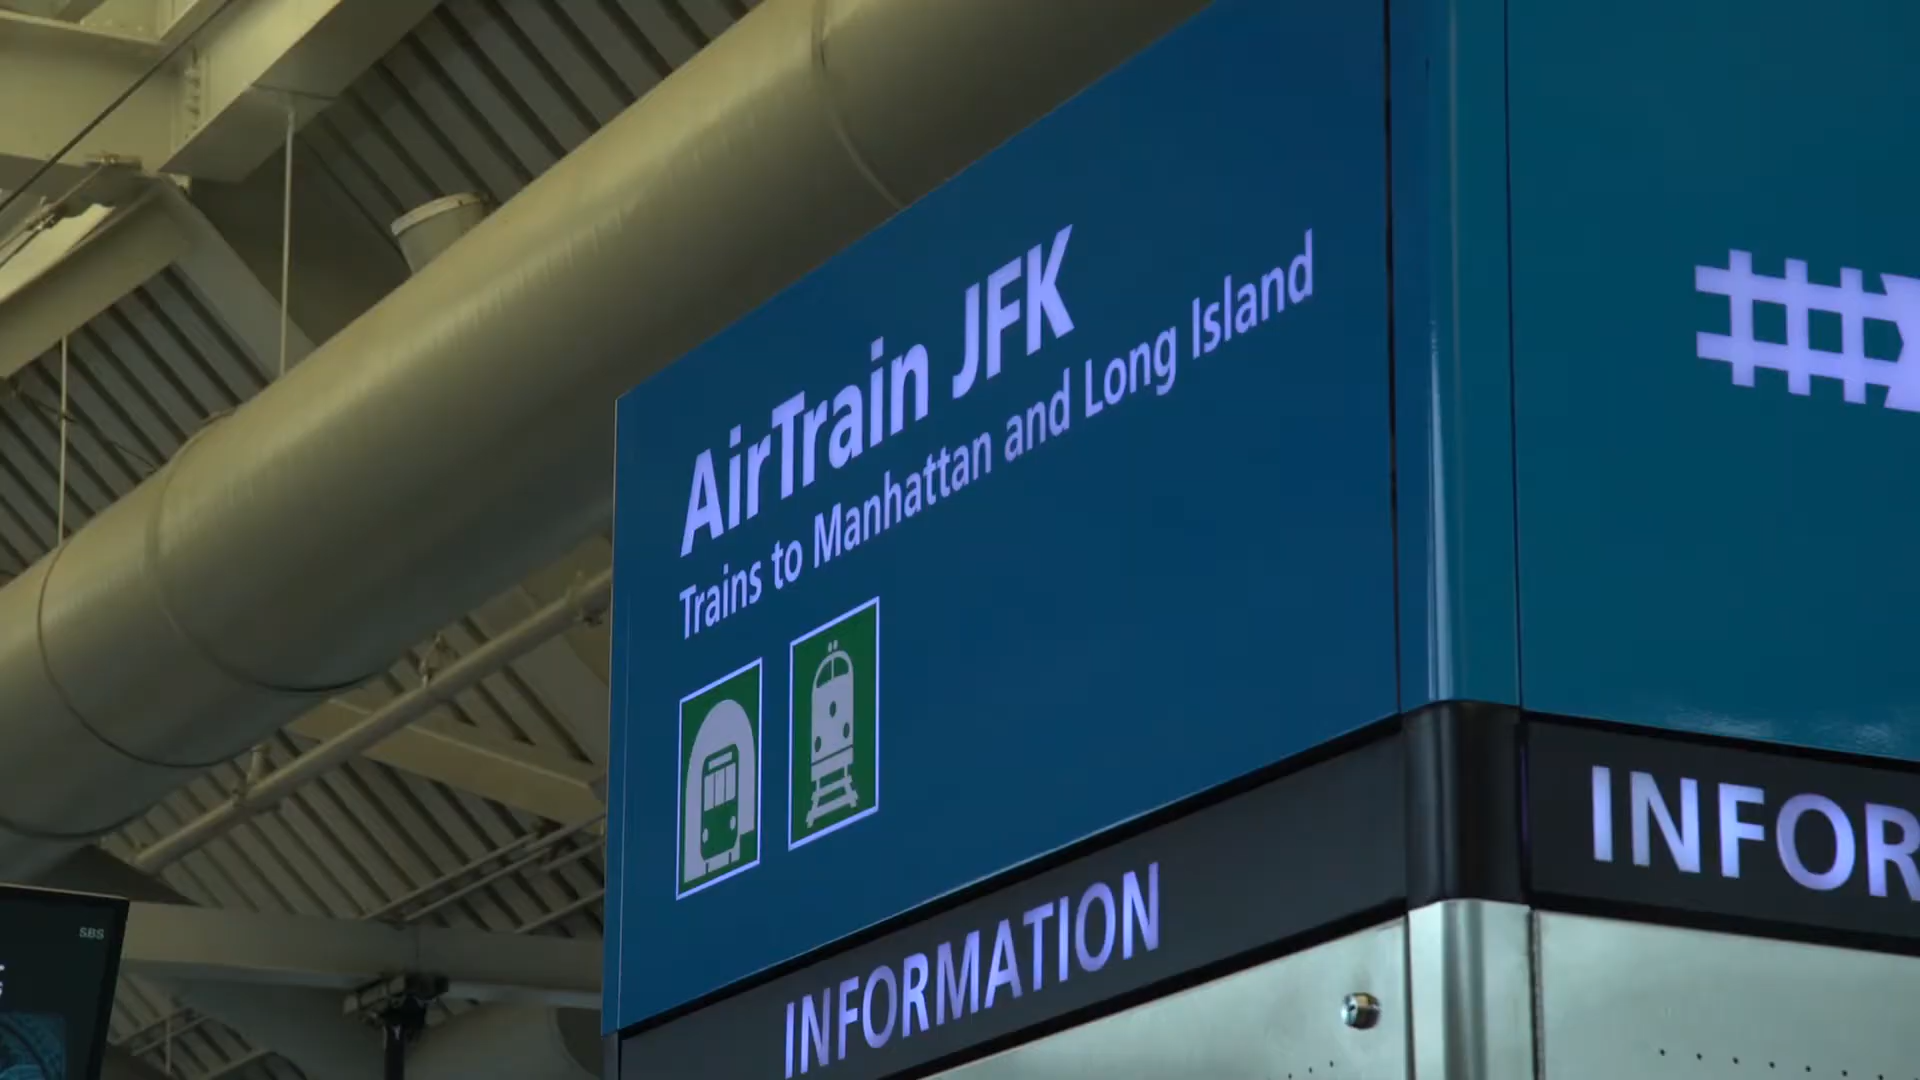 AirTrain JFK
Trains to Manhattan and Long Island
INFORMATION
INFOR
SBS